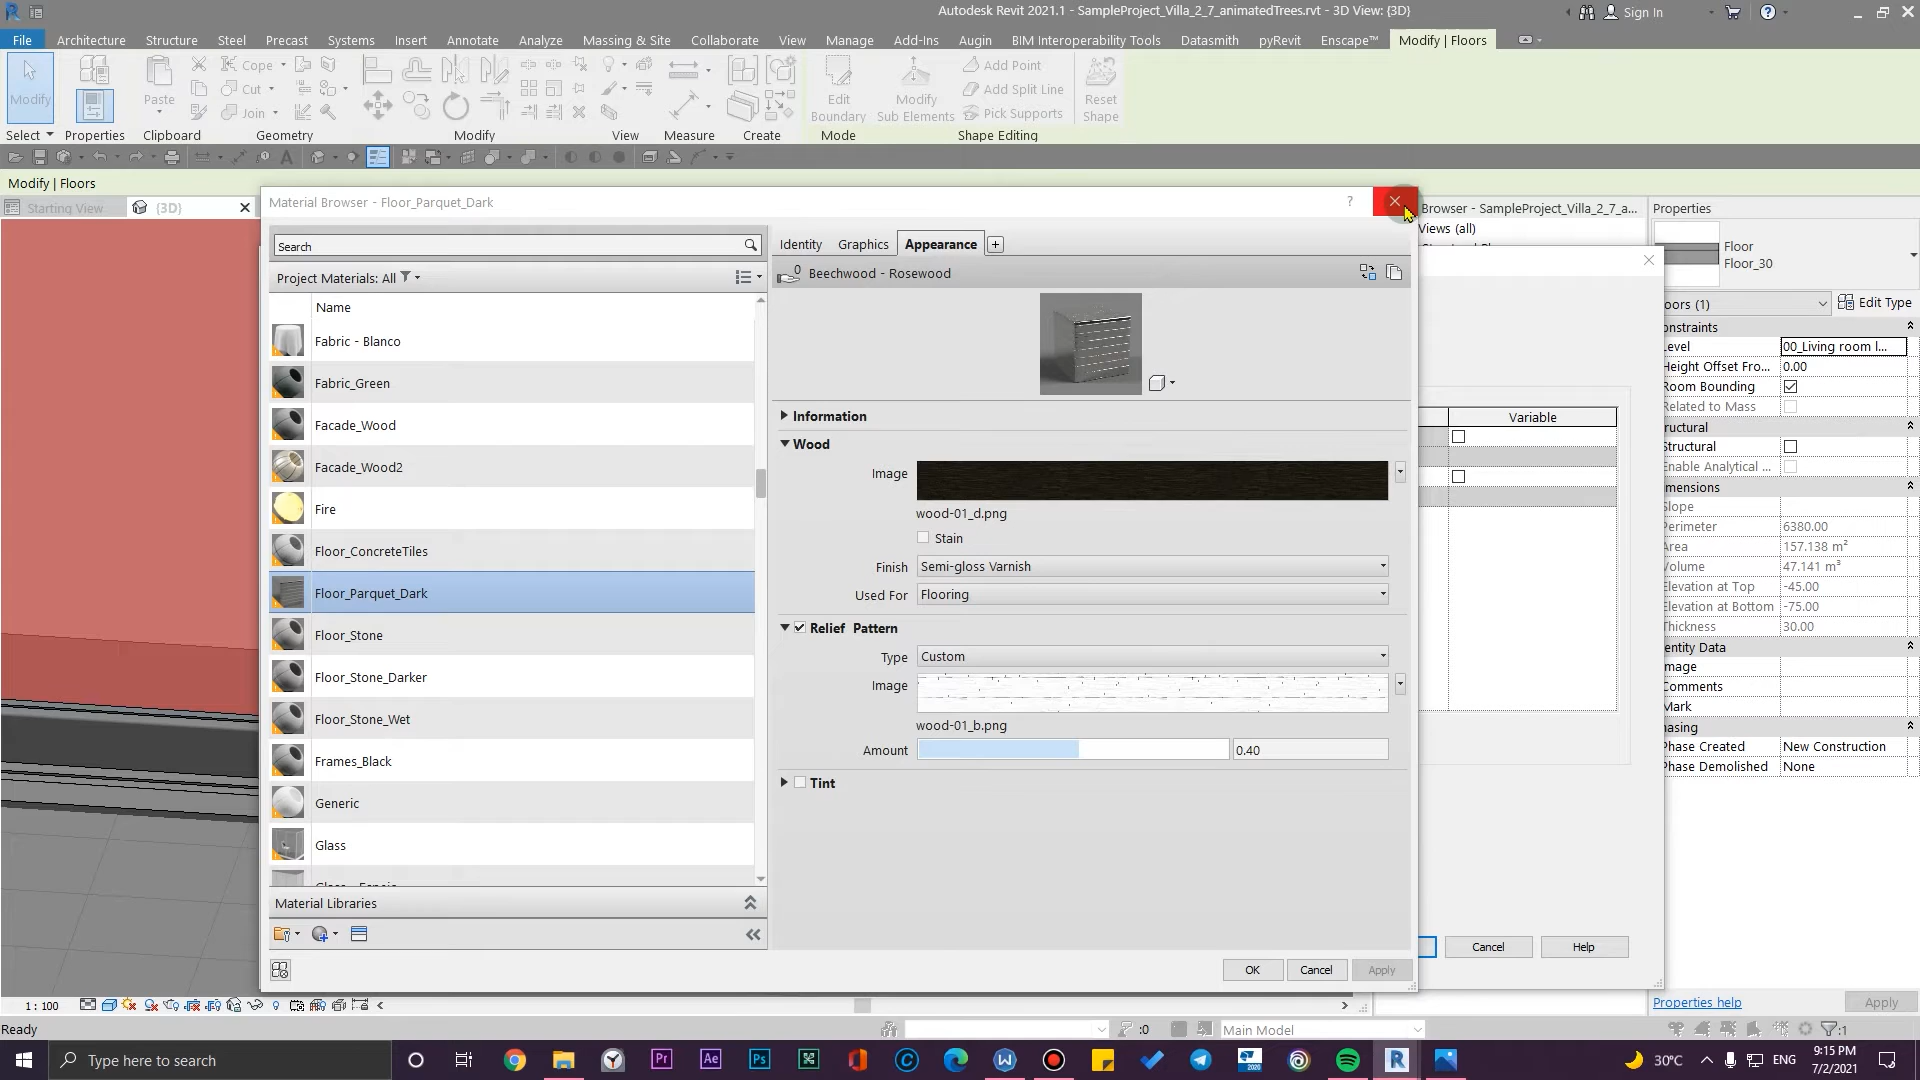 Autodesk Revit 2021.1 - SampleProject_Villa_2_7_animatedTrees.rvt - 3D View: {3D}
Sign In
File Architecture Structure Steel Precast Systems Insert Annotate Analyze Massing & Site Collaborate View Manage Add-Ins Augin BIM Interoperability Tools Datasmith pyRevit Enscape™ Modify | Floors
Modify
Paste
Cope
Cut
Join
Edit Boundary
Modify Sub Elements
Add Point
Add Split Line
Pick Supports
Reset Shape
Select Properties Clipboard Geometry Modify View Measure Create Mode Shape Editing
Modify | Floors
Starting View
{3D}
Material Browser - Floor_Parquet_Dark
?
Search
Project Materials: All
Name
Fabric - Blanco
Fabric_Green
Facade_Wood
Facade_Wood2
Fire
Floor_ConcreteTiles
Floor_Parquet_Dark
Floor_Stone
Floor_Stone_Darker
Floor_Stone_Wet
Frames_Black
Generic
Glass
Material Libraries
Identity Graphics Appearance
0 Beechwood - Rosewood
Information
Wood
Image
wood-01_d.png
Stain
Finish Semi-gloss Varnish
Used For Flooring
Relief Pattern
Type Custom
Image
wood-01_b.png
Amount 0.40
Tint
OK Cancel Apply
Browser - SampleProject_Villa_2_7_a...
Views (all)
Variable
Cancel Help
Properties
Floor
Floor_30
oors (1) Edit Type
onstraints
Level 00_Living room l...
Height Offset Fro... 0.00
Room Bounding
Related to Mass
ructural
Structural
Enable Analytical ...
imensions
Slope
Perimeter 6380.00
Area 157.138 m²
Volume 47.141 m³
Elevation at Top -45.00
Elevation at Bottom -75.00
Thickness 30.00
entity Data
Image
Comments
Mark
hasing
Phase Created New Construction
Phase Demolished None
Properties help Apply
1 : 100
Ready
:0
Main Model
:1
Type here to search
30°C
ENG
9:15 PM
7/2/2021